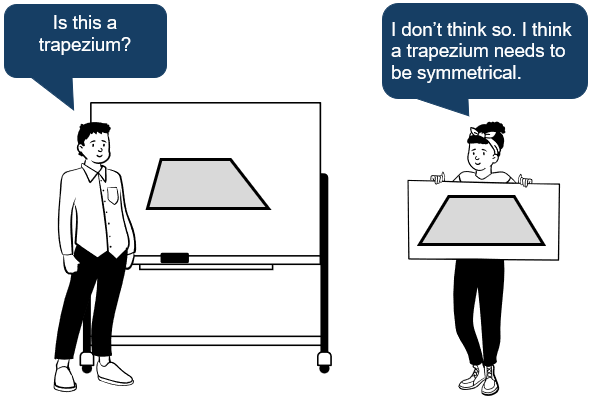 Is this a
trapezium?
I don’t think so. I think
a trapezium needs to
be symmetrical.